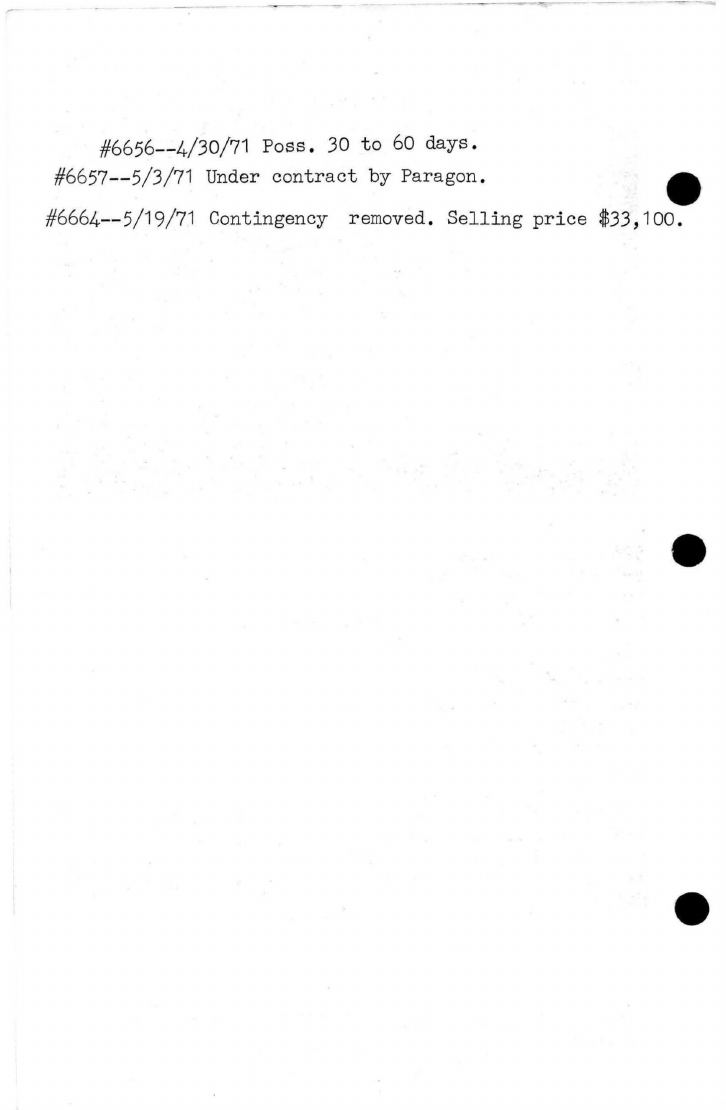 #6656--4/30/71 Poss. 30 to 60 days.
#6657--5/3/71 Under contract by Paragon.
#6664--5/19/71 Contingency removed. Selling price $33,100.